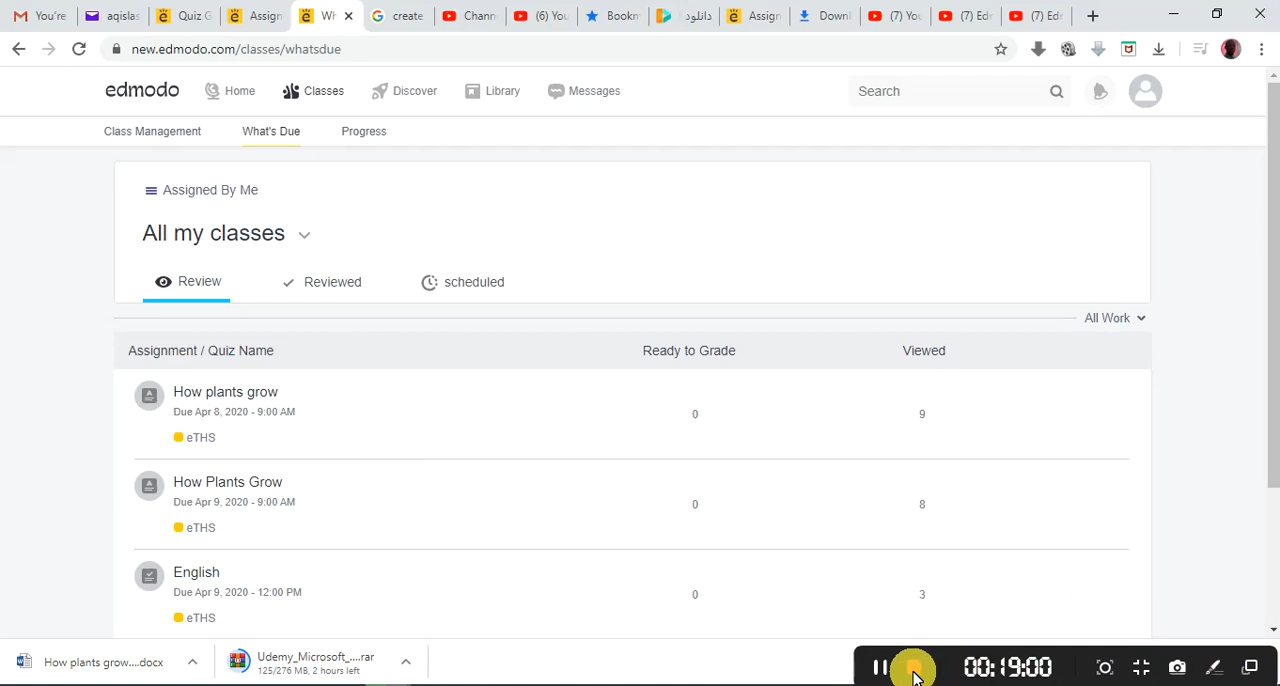 You're
aqislas
Quiz G
Assign
Wh
create
Chann
(6) You
Bookm
دانلود
Assign
Downl
(7) You
(7) Edr
(7) Edr
new.edmodo.com/classes/whatsdue
edmodo Home Classes Discover Library Messages Search
Class Management What's Due Progress
Assigned By Me
All my classes
Review Reviewed scheduled
All Work
Assignment / Quiz Name Ready to Grade Viewed
How plants grow
Due Apr 8, 2020 - 9:00 AM
0 9
eTHS
How Plants Grow
Due Apr 9, 2020 - 9:00 AM
0 8
eTHS
English
Due Apr 9, 2020 - 12:00 PM
0 3
eTHS
How plants grow....docx
Udemy_Microsoft_....rar
125/276 MB, 2 hours left
00:19:00